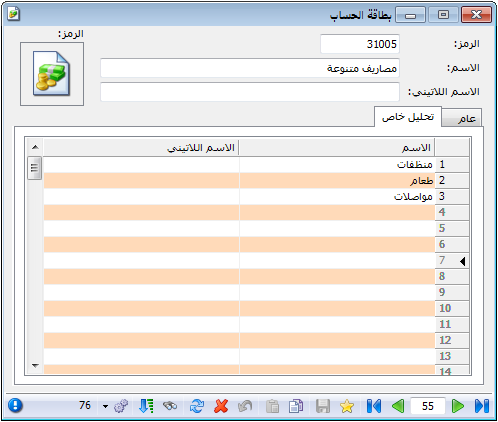 بطاقة الحساب
الرمز: 31005
الرمز:
الاسم: مصاريف متنوعة
الاسم اللاتيني:
عام
تحليل خاص
الاسم
الاسم اللاتيني
1 منظفات
2 طعام
3 مواصلات
4
5
6
7
8
9
10
11
12
13
14
55
76